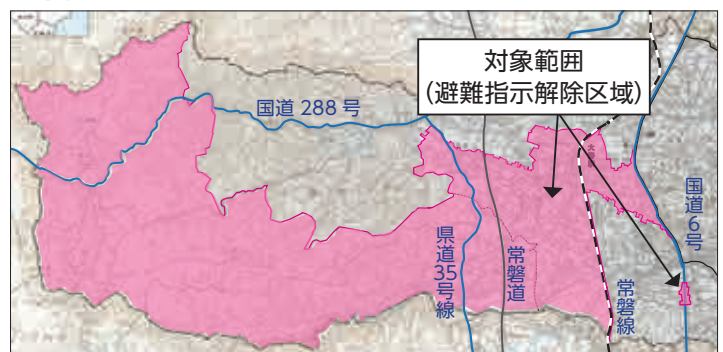 対象範囲
(避難指示解除区域)
国道 288 号
県道35号線
常磐道
常磐線
国道6号